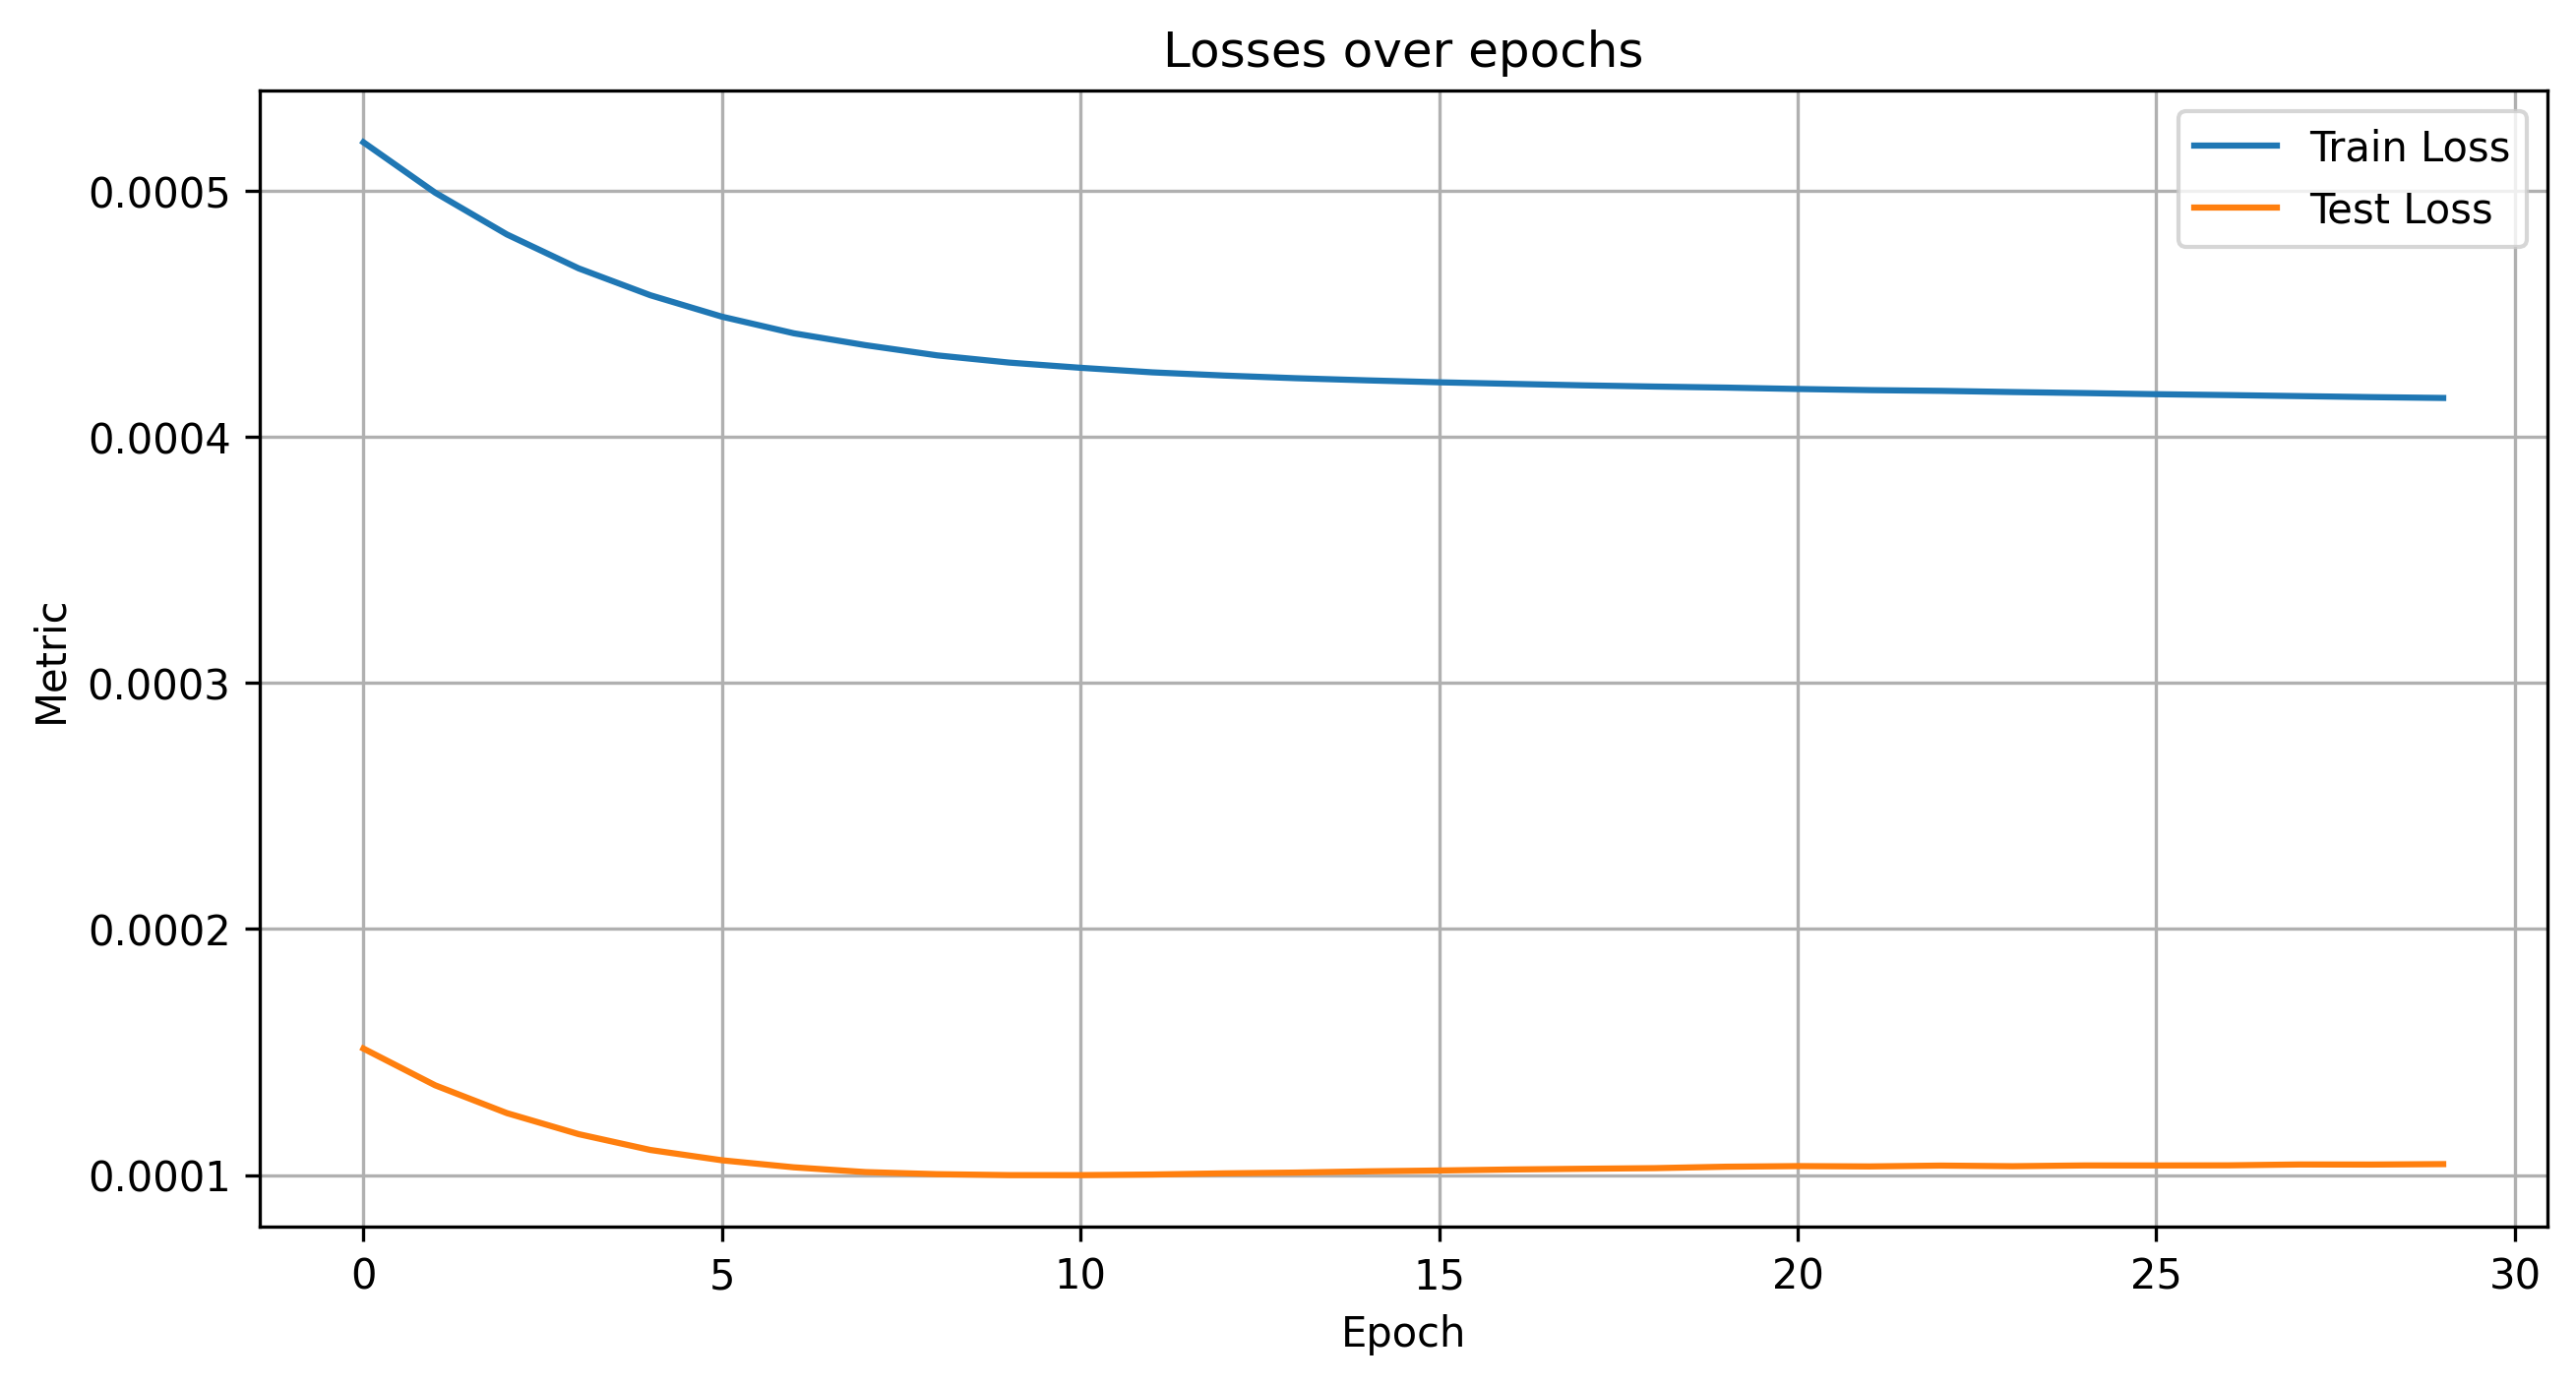 Losses over epochs
Train Loss
Test Loss
0.0005
0.0004
0.0003
0.0002
0.0001
Metric
0 5 10 15 20 25 30
Epoch